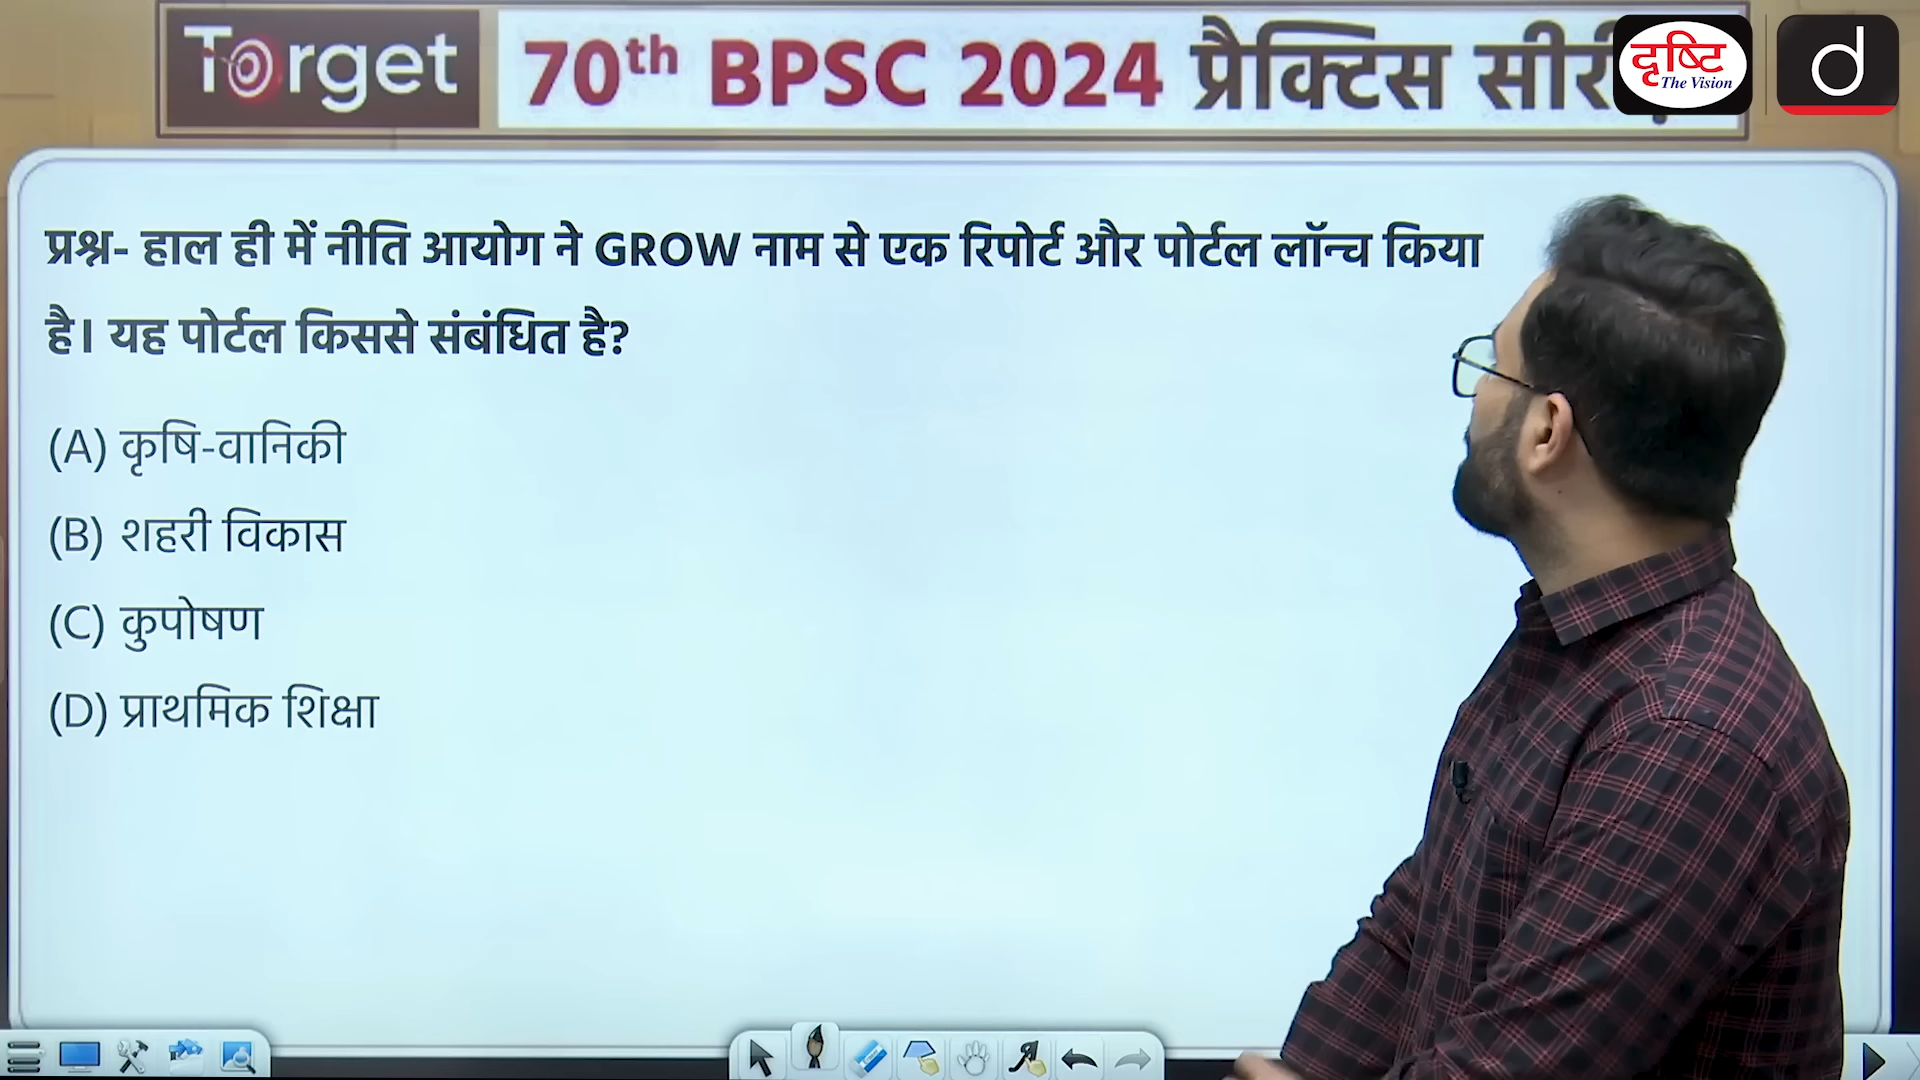 Target
70th BPSC 2024 प्रैक्टिस
दृष्टि
The Vision
d
प्रश्न- हाल ही में नीति आयोग ने GROW नाम से एक रिपोर्ट और पोर्टल लॉन्च किया
है। यह पोर्टल किससे संबंधित है?
(A) कृषि-वानिकी
(B) शहरी विकास
(C) कुपोषण
(D) प्राथमिक शिक्षा